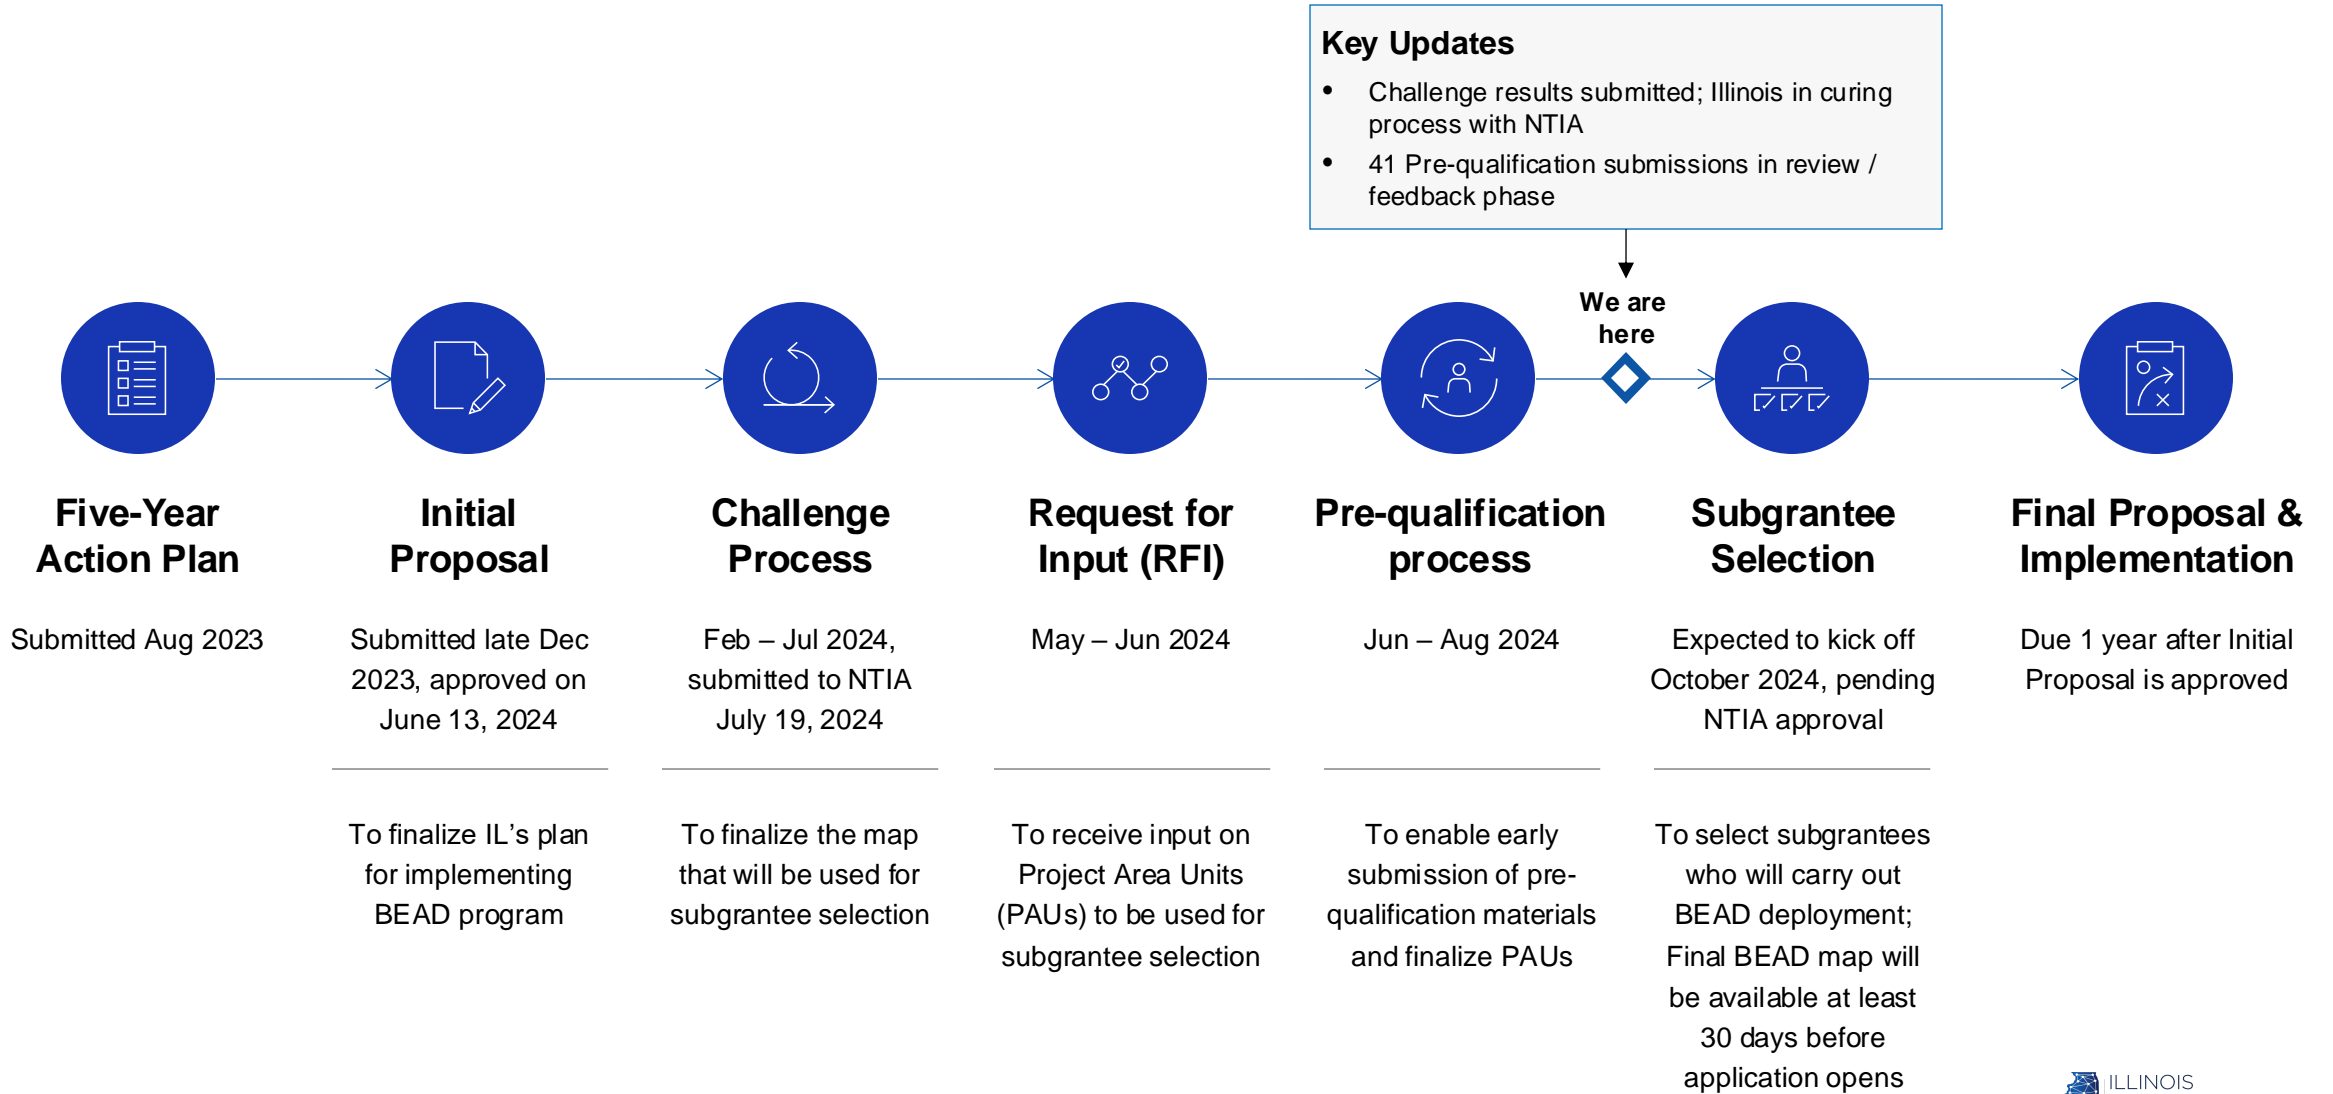 Key Updates
• Challenge results submitted; Illinois in curing
process with NTIA
• 41 Pre-qualification submissions in review /
feedback phase
We are
here
Five-Year
Action Plan
Submitted Aug 2023
Initial
Proposal
Submitted late Dec
2023, approved on
June 13, 2024
To finalize IL’s plan
for implementing
BEAD program
Challenge
Process
Feb – Jul 2024,
submitted to NTIA
July 19, 2024
To finalize the map
that will be used for
subgrantee selection
Request for
Input (RFI)
May – Jun 2024
To receive input on
Project Area Units
(PAUs) to be used for
subgrantee selection
Pre-qualification
process
Jun – Aug 2024
To enable early
submission of pre-
qualification materials
and finalize PAUs
Subgrantee
Selection
Expected to kick off
October 2024, pending
NTIA approval
To select subgrantees
who will carry out
BEAD deployment;
Final BEAD map will
be available at least
30 days before
application opens
Final Proposal &
Implementation
Due 1 year after Initial
Proposal is approved
ILLINOIS